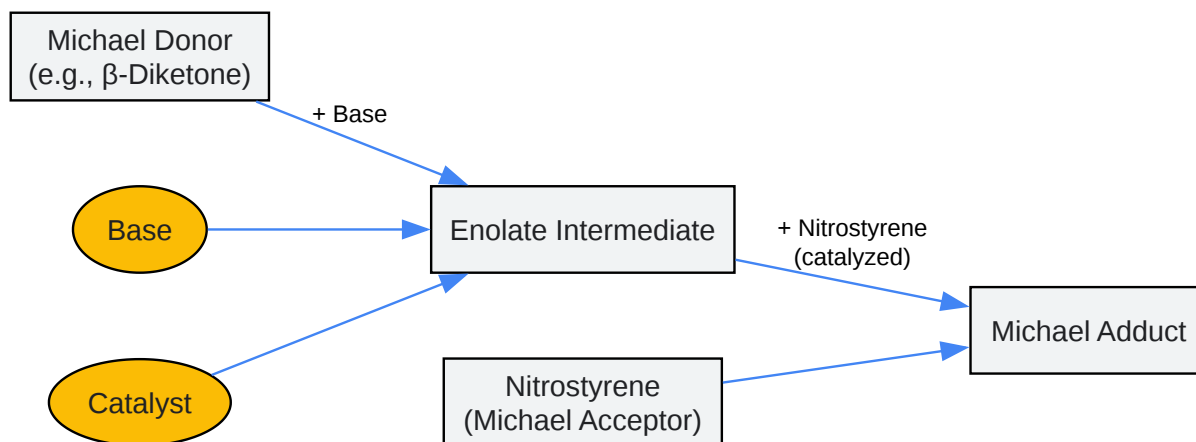 Michael Donor
(e.g., β-Diketone)
+ Base
Base
Enolate Intermediate
+ Nitrostyrene
(catalyzed)
Michael Adduct
Nitrostyrene
(Michael Acceptor)
Catalyst